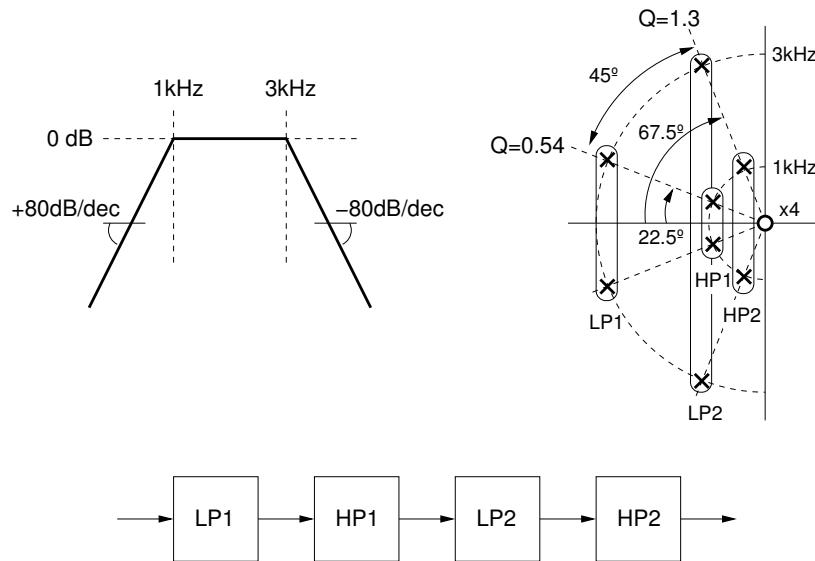 1kHz
3kHz
0 dB
+80dB/dec
−80dB/dec
Q=1.3
3kHz
45º
67.5º
Q=0.54
1kHz
x4
22.5º
HP1
HP2
LP1
LP2
LP1
HP1
LP2
HP2